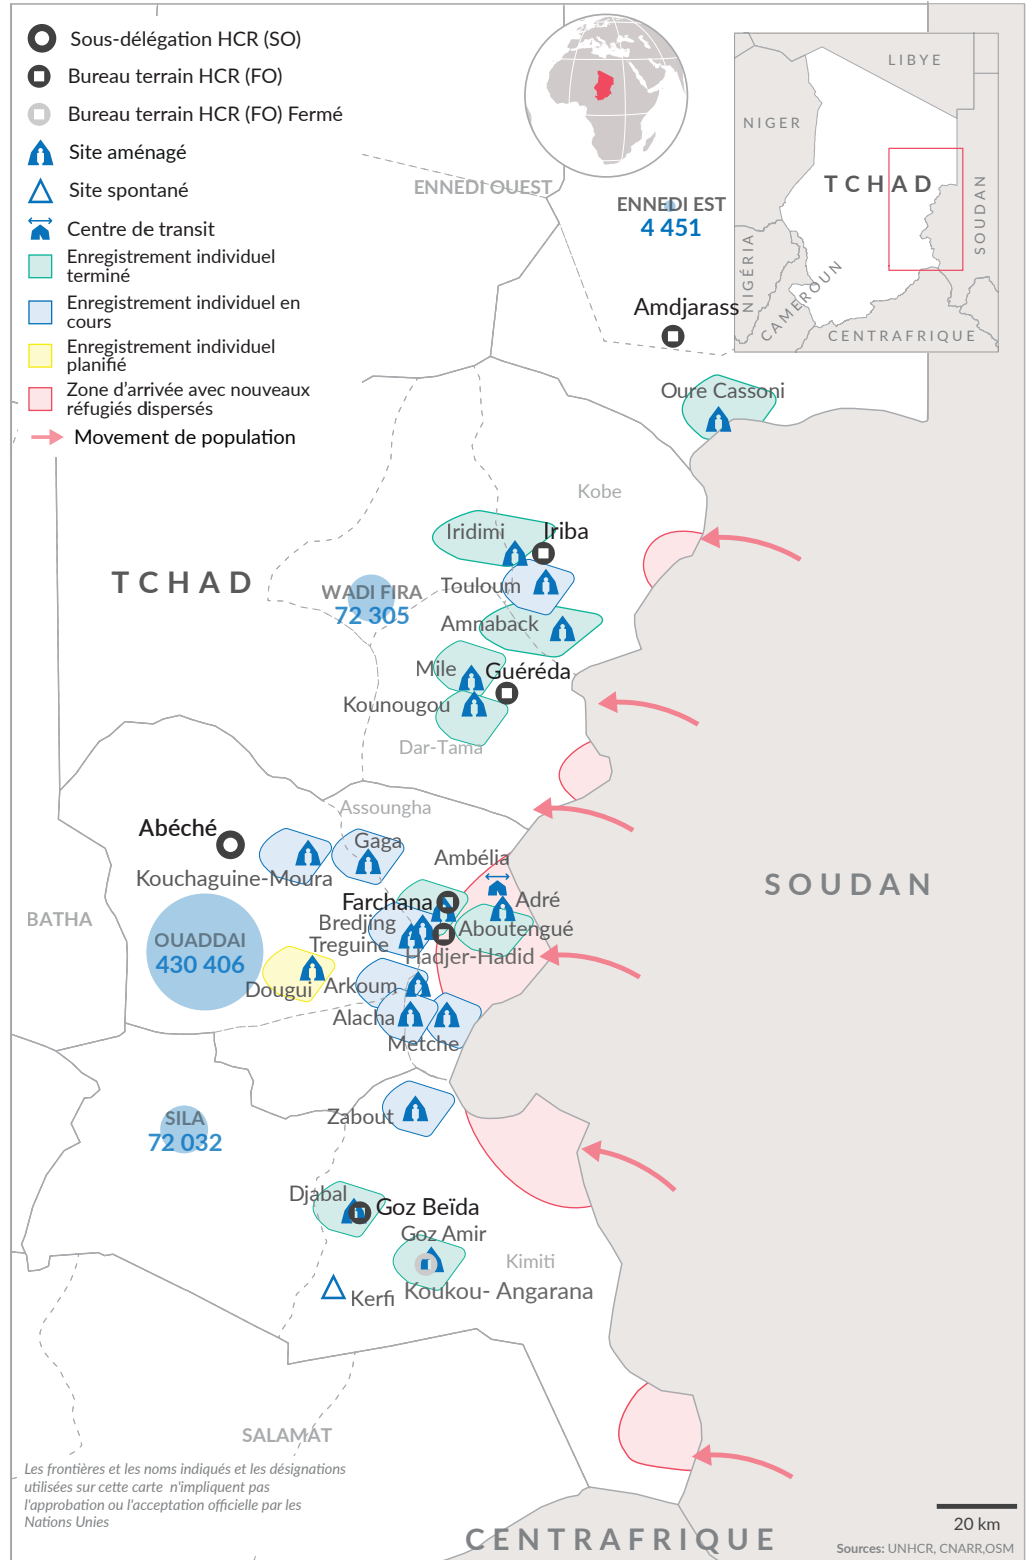 Sous-délégation HCR (SO)
Bureau terrain HCR (FO)
Bureau terrain HCR (FO) Fermé
Site aménagé
Site spontané
Centre de transit
Enregistrement individuel
terminé
Enregistrement individuel en
cours
Enregistrement individuel
planifié
Zone d'arrivée avec nouveaux
réfugiés dispersés
Movement de population
LIBYE
NIGER
TCHAD
SOUDAN
NIGÉRIA
CAMEROUN
CENTRAFRIQUE
ENNEDI OUEST
ENNEDI EST
4 451
Amdjarass
Oure Cassoni
Kobe
Iridimi
Iriba
TCHAD
WADI FIRA
72 305
Touloum
Amnaback
Mile
Guéréda
Kounougou
Dar-Tama
Assoungha
Abéché
Gaga
Kouchaguine-Moura
Ambélia
SOUDAN
Farchana
Adré
BATHA
Bredjing
Aboutengué
OUADDAI
430 406
Treguine
Hadjer-Hadid
Dougui
Arkoum
Alacha
Metche
Zabout
SILA
72 032
Djabal
Goz Beïda
Goz Amir
Kimiti
Kerfi
Koukou- Angarana
SALAMAT
Les frontières et les noms indiqués et les désignations
utilisées sur cette carte n'impliquent pas
l'approbation ou l'acceptation officielle par les
Nations Unies
20 km
CENTRAFRIQUE
Sources: UNHCR, CNARR,OSM